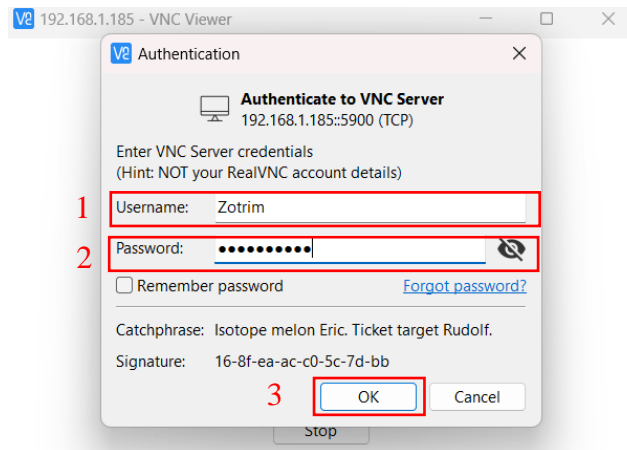 192.168.1.185 - VNC Viewer
Authentication
Authenticate to VNC Server
192.168.1.185::5900 (TCP)
Enter VNC Server credentials
(Hint: NOT your RealVNC account details)
1 Username: Zotrim
2 Password: ●●●●●●●●●●
Remember password Forgot password?
Catchphrase: Isotope melon Eric. Ticket target Rudolf.
Signature: 16-8f-ea-ac-c0-5c-7d-bb
3 OK Cancel
Stop